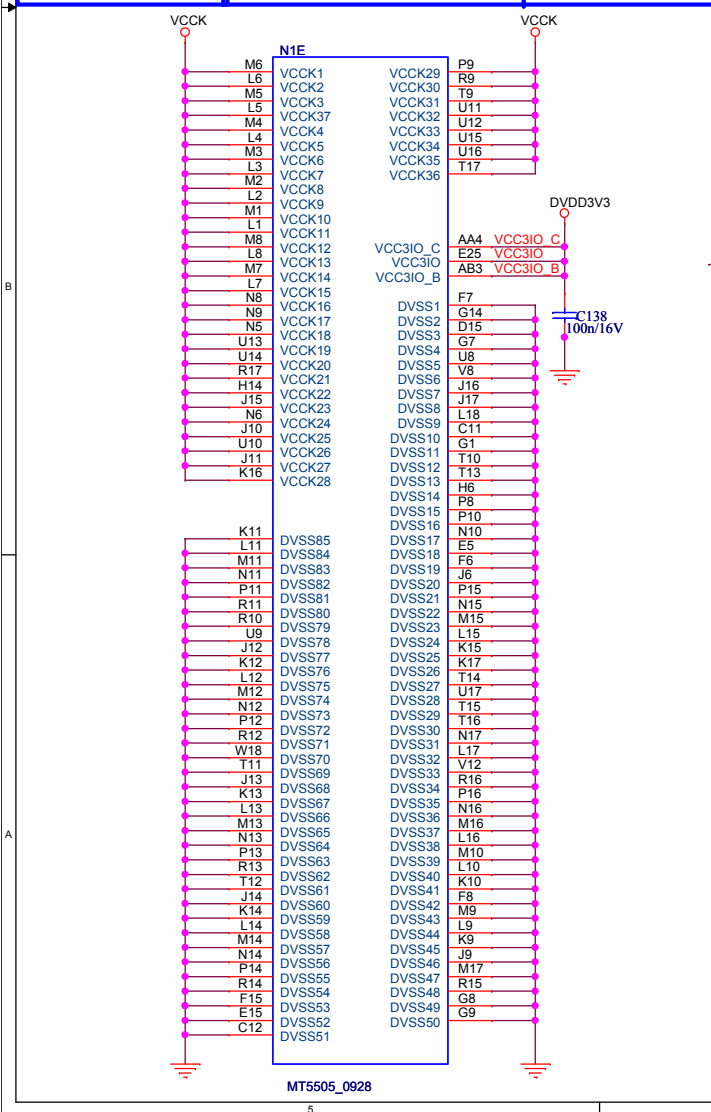 VCCK VCCK
N1E
M6 VCCK1 VCCK29 P9
L6 VCCK2 VCCK30 R9
M5 VCCK3 VCCK31 T9
L5 VCCK37 VCCK32 U11
M4 VCCK4 VCCK33 U12
L4 VCCK5 VCCK34 U15
M3 VCCK6 VCCK35 U16
L3 VCCK7 VCCK36 T17
M2 VCCK8
L2 VCCK9
DVDD3V3
M1 VCCK10
L1 VCCK11
M8 VCCK12 VCC3IO_C AA4 VCC3IO_C
L8 VCCK13 VCC3IO E25 VCC3IO
M7 VCCK14 VCC3IO_B AB3 VCC3IO_B
L7 VCCK15
B
N8 VCCK16 DVSS1 F7
N9 VCCK17 DVSS2 G14
C138
N5 VCCK18 DVSS3 D15
100n/16V
U13 VCCK19 DVSS4 G7
U14 VCCK20 DVSS5 U8
R17 VCCK21 DVSS6 V8
H14 VCCK22 DVSS7 J16
J15 VCCK23 DVSS8 J17
N6 VCCK24 DVSS9 L18
J10 VCCK25 DVSS10 C11
U10 VCCK26 DVSS11 G1
J11 VCCK27 DVSS12 T10
K16 VCCK28 DVSS13 T13
DVSS14 H6
DVSS15 P8
DVSS16 P10
K11 DVSS85 DVSS17 N10
L11 DVSS84 DVSS18 E5
M11 DVSS83 DVSS19 F6
N11 DVSS82 DVSS20 J6
P11 DVSS81 DVSS21 P15
R11 DVSS80 DVSS22 N15
R10 DVSS79 DVSS23 M15
U9 DVSS78 DVSS24 L15
J12 DVSS77 DVSS25 K15
K12 DVSS76 DVSS26 K17
L12 DVSS75 DVSS27 T14
M12 DVSS74 DVSS28 U17
N12 DVSS73 DVSS29 T15
P12 DVSS72 DVSS30 T16
R12 DVSS71 DVSS31 N17
W18 DVSS70 DVSS32 L17
T11 DVSS69 DVSS33 V12
J13 DVSS68 DVSS34 R16
K13 DVSS67 DVSS35 P16
L13 DVSS66 DVSS36 N16
M13 DVSS65 DVSS37 M16
A
N13 DVSS64 DVSS38 L16
P13 DVSS63 DVSS39 M10
R13 DVSS62 DVSS40 L10
T12 DVSS61 DVSS41 K10
J14 DVSS60 DVSS42 F8
K14 DVSS59 DVSS43 M9
L14 DVSS58 DVSS44 L9
M14 DVSS57 DVSS45 K9
N14 DVSS56 DVSS46 J9
P14 DVSS55 DVSS47 M17
R14 DVSS54 DVSS48 R15
F15 DVSS53 DVSS49 G8
E15 DVSS52 DVSS50 G9
C12 DVSS51
MT5505_0928
5